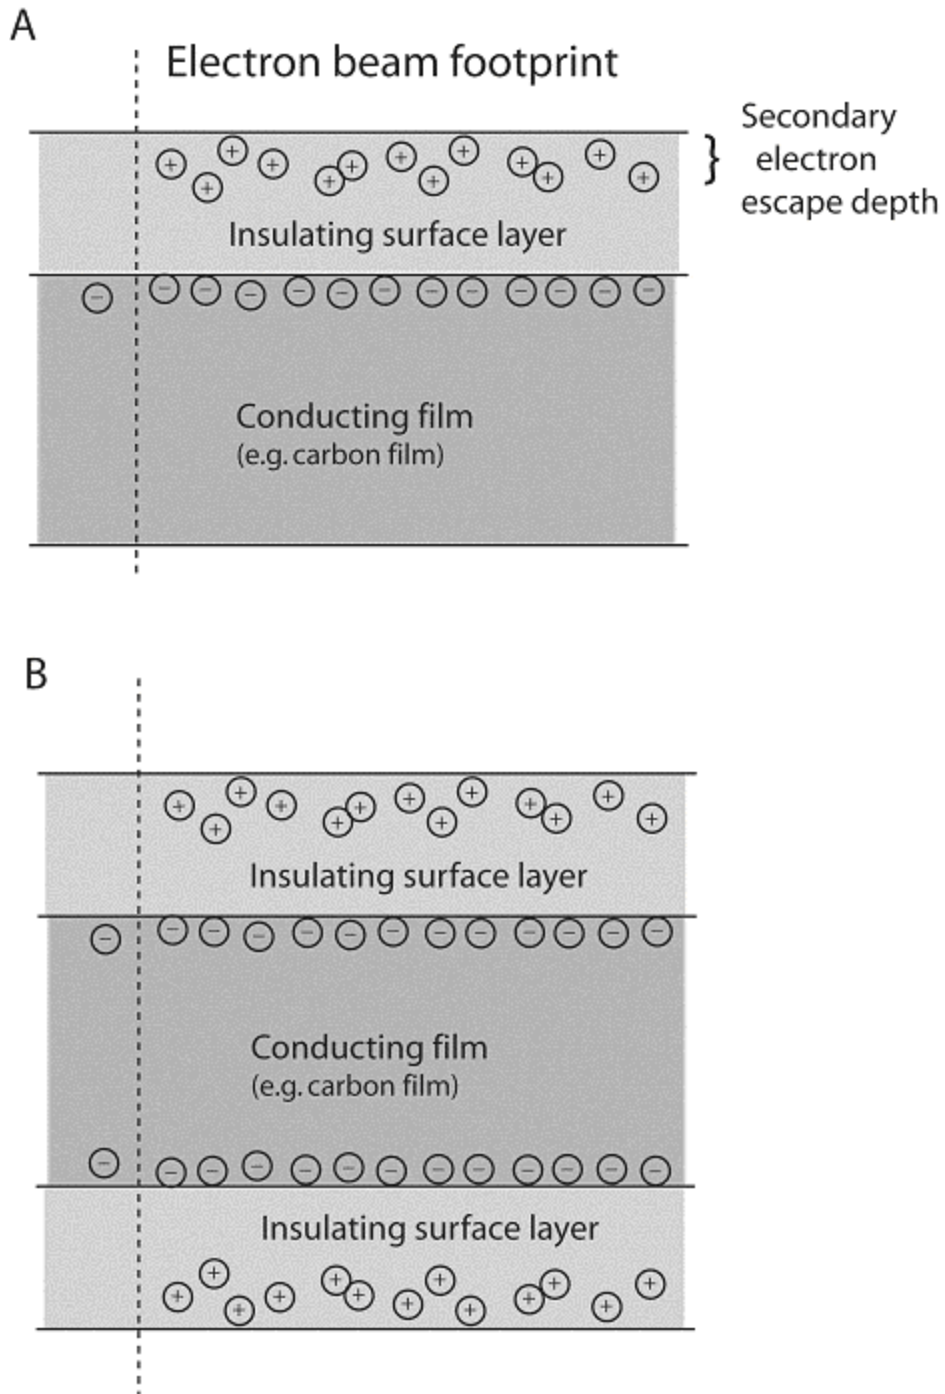 A
Electron beam footprint
Secondary
electron
escape depth
Insulating surface layer
Conducting film
(e.g. carbon film)
B
Insulating surface layer
Conducting film
(e.g. carbon film)
Insulating surface layer